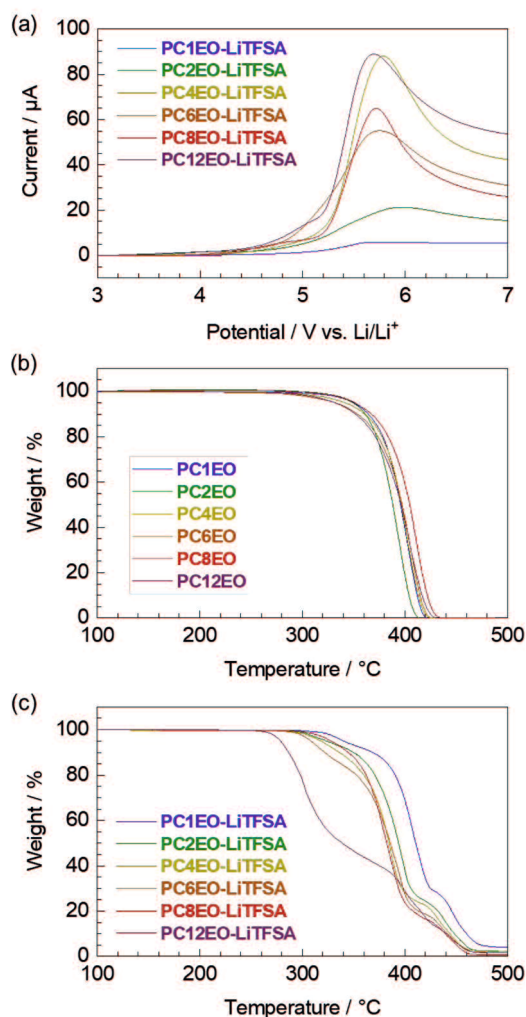 (a)
100
80
60
40
20
0
Current / µA
PC1EO-LiTFSA
PC2EO-LiTFSA
PC4EO-LiTFSA
PC6EO-LiTFSA
PC8EO-LiTFSA
PC12EO-LiTFSA
3 4 5 6 7
Potential / V vs. Li/Li⁺
(b)
100
80
60
40
20
0
Weight / %
PC1EO
PC2EO
PC4EO
PC6EO
PC8EO
PC12EO
100 200 300 400 500
Temperature / °C
(c)
100
80
60
40
20
0
Weight / %
PC1EO-LiTFSA
PC2EO-LiTFSA
PC4EO-LiTFSA
PC6EO-LiTFSA
PC8EO-LiTFSA
PC12EO-LiTFSA
100 200 300 400 500
Temperature / °C